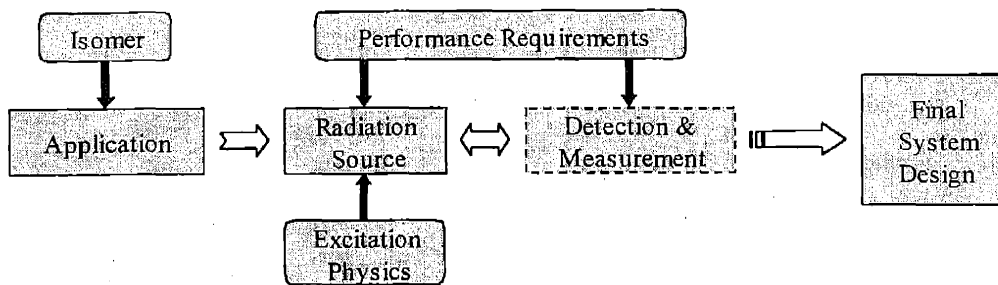 Isomer
Performance Requirements
Application
Radiation
Source
Detection &
Measurement
Final
System
Design
Excitation
Physics